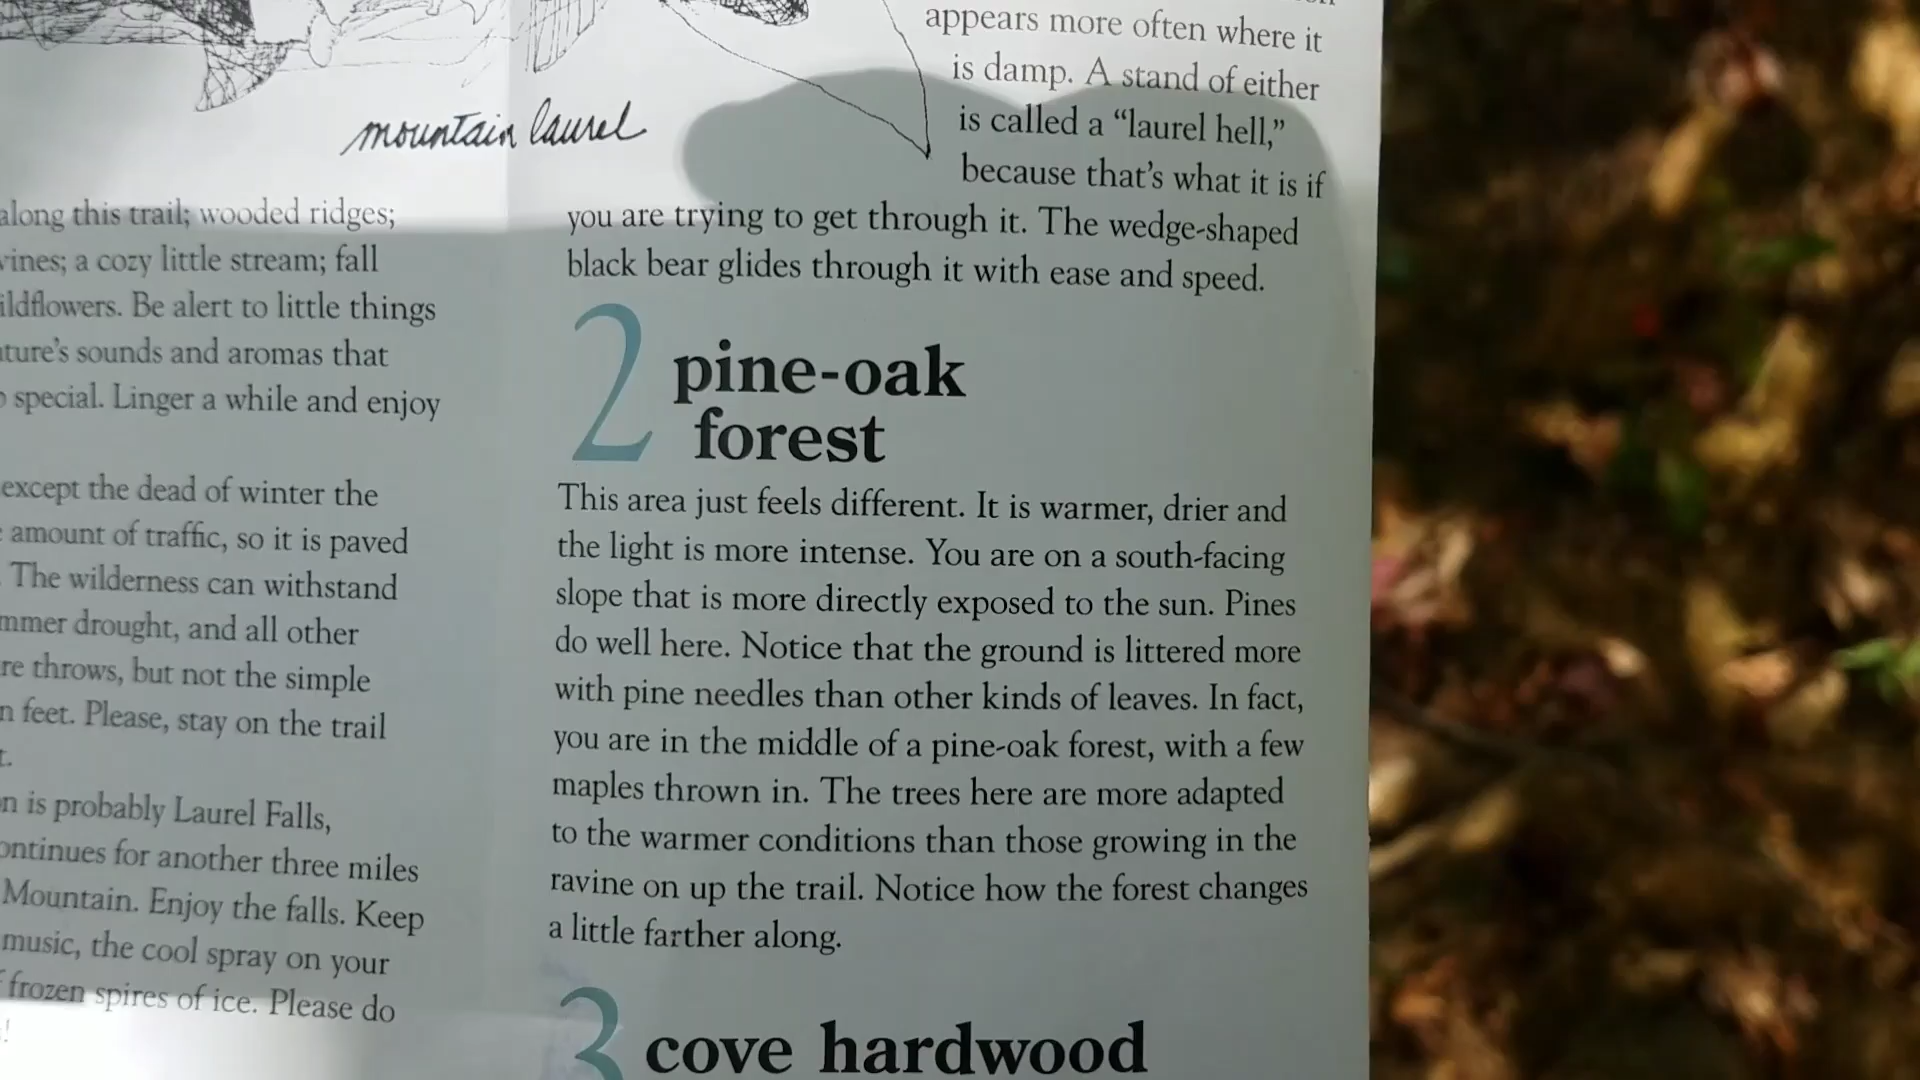 mountain laurel
along this trail; wooded ridges;
a cozy little stream; fall
Be alert to little things
sounds and aromas that
special. Linger a while and enjoy
except the dead of winter the
amount of traffic, so it is paved
The wilderness can withstand
drought, and all other
throws, but not the simple
feet. Please, stay on the trail
is probably Laurel Falls,
for another three miles
Mountain. Enjoy the falls. Keep
music, the cool spray on your
frozen spires of ice. Please do
appears more often where it
is damp. A stand of either
is called a “laurel hell,”
because that’s what it is if
you are trying to get through it. The wedge-shaped
black bear glides through it with ease and speed.
2 pine-oak
forest
This area just feels different. It is warmer, drier and
the light is more intense. You are on a south-facing
slope that is more directly exposed to the sun. Pines
do well here. Notice that the ground is littered more
with pine needles than other kinds of leaves. In fact,
you are in the middle of a pine-oak forest, with a few
maples thrown in. The trees here are more adapted
to the warmer conditions than those growing in the
ravine on up the trail. Notice how the forest changes
a little farther along.
3 cove hardwood